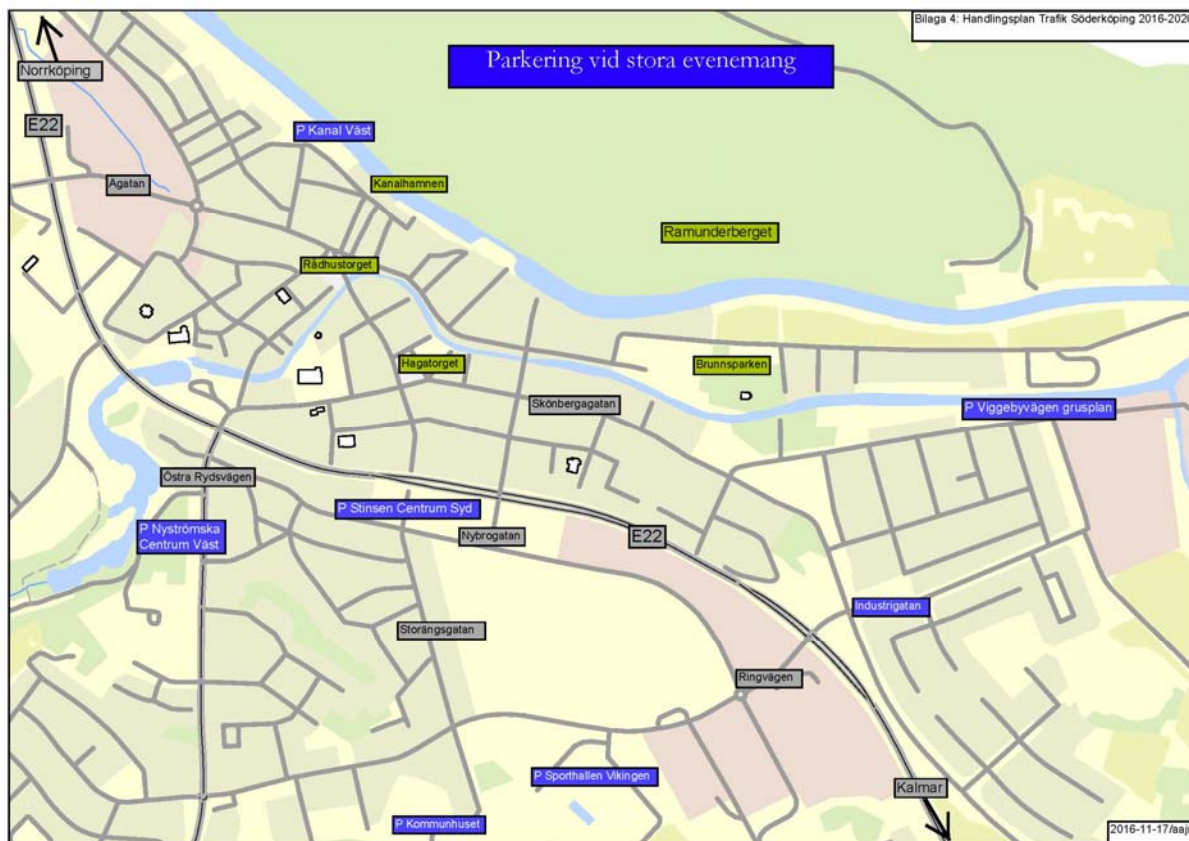 Bilaga 4: Handlingsplan Trafik Söderköping 2016-2020
Parkering vid stora evenemang
Norrköping
E22
P Kanal Väst
Ågatan
Kanalhamnen
Ramunderberget
Rådhustorget
Hagatorget
Brunnsparken
Skönbergagatan
P Viggebyvägen grusplan
Östra Rydsvägen
P Stinsen Centrum Syd
P Nyströmska
Centrum Väst
Nybrogatan
E22
Industrigatan
Storängsgatan
Ringvägen
P Sporthallen Vikingen
Kalmar
P Kommunhuset
2016-11-17/aajn